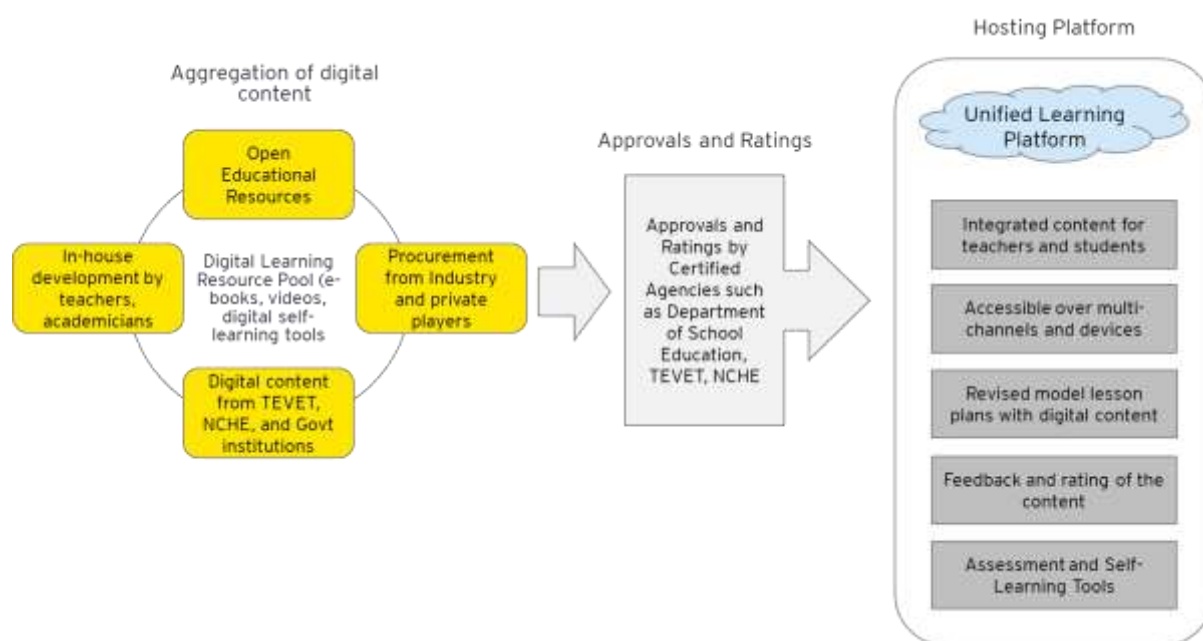 Aggregation of digital
content
Open
Educational
Resources
In-house
development by
teachers,
academicians
Digital Learning
Resource Pool (e-
books, videos,
digital self-
learning tools
Procurement
from Industry
and private
players
Digital content
from TEVET,
NCHE, and Govt
institutions
Approvals and Ratings
Approvals and
Ratings by
Certified
Agencies such
as Department
of School
Education,
TEVET, NCHE
Hosting Platform
Unified Learning
Platform
Integrated content for
teachers and students
Accessible over multi-
channels and devices
Revised model lesson
plans with digital content
Feedback and rating of the
content
Assessment and Self-
Learning Tools